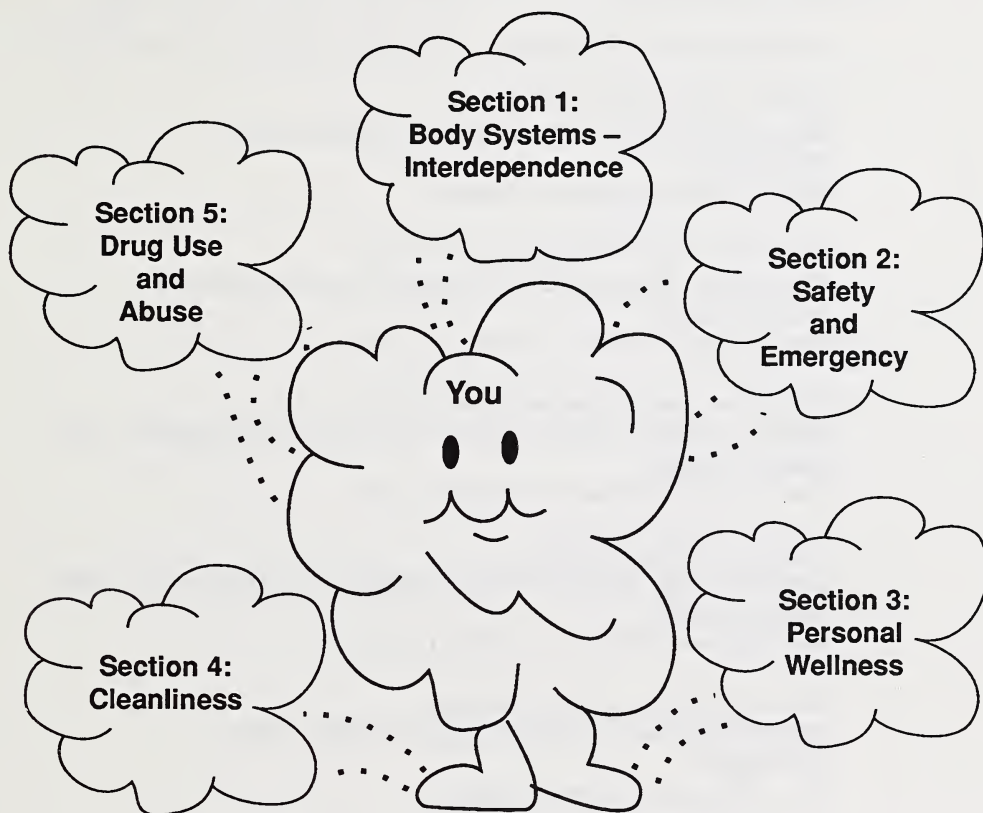 Section 1:
Body Systems –
Interdependence
Section 2:
Safety
and
Emergency
Section 3:
Personal
Wellness
Section 4:
Cleanliness
Section 5:
Drug Use
and
Abuse
You